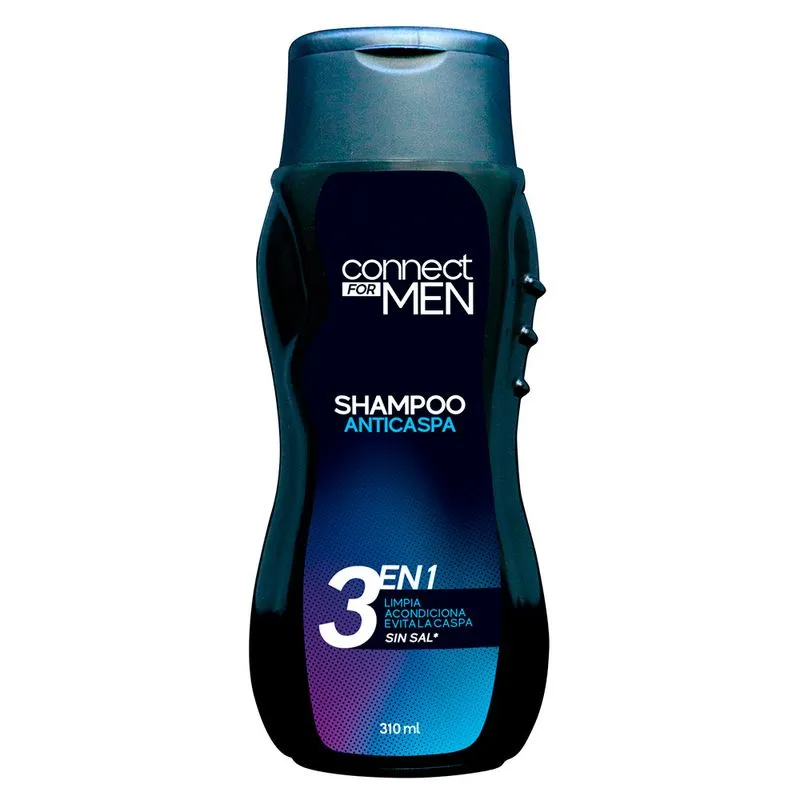 connect
FOR MEN
SHAMPOO
ANTICASPA
3 EN 1
LIMPIA
ACONDICIONA
EVITA LA CASPA
SIN SAL*
310 ml